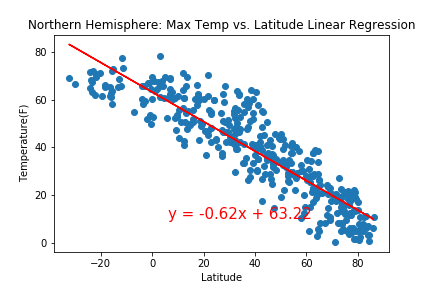 Northern Hemisphere: Max Temp vs. Latitude Linear Regression
80
60
40
20
0
Temperature(F)
y = -0.62x + 63.22
−20
0
20
40
60
80
Latitude